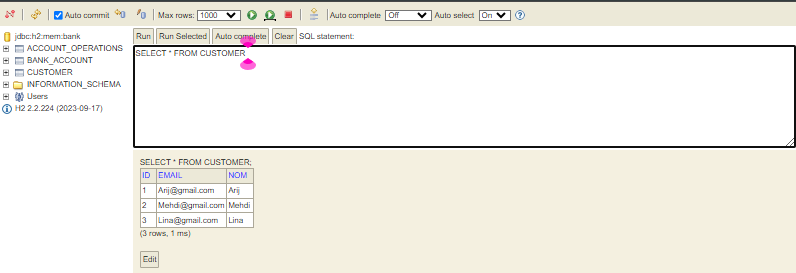 Auto commit Max rows: 1000 Auto complete Off Auto select On
jdbc:h2:mem:bank
ACCOUNT_OPERATIONS
BANK_ACCOUNT
CUSTOMER
INFORMATION_SCHEMA
Users
H2 2.2.224 (2023-09-17)
Run Run Selected Auto complete Clear SQL statement:
SELECT * FROM CUSTOMER
SELECT * FROM CUSTOMER;
ID EMAIL NOM
1 Arij@gmail.com Arij
2 Mehdi@gmail.com Mehdi
3 Lina@gmail.com Lina
(3 rows, 1 ms)
Edit